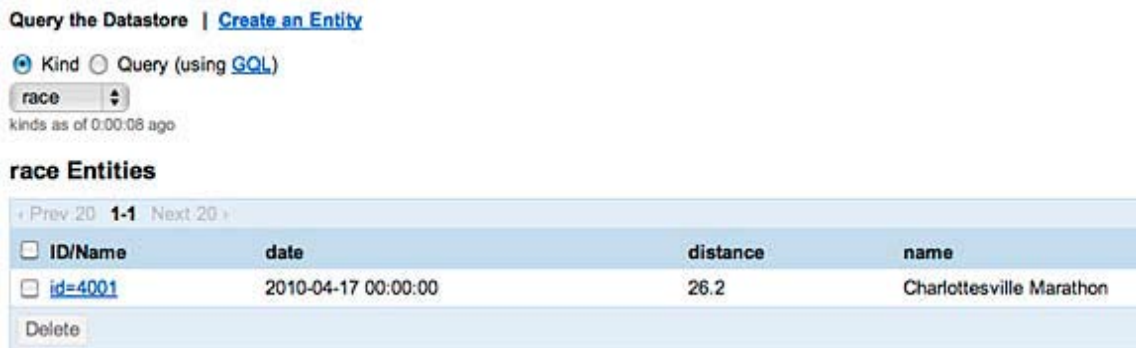 Query the Datastore | Create an Entity
Kind Query (using GQL)
race
kinds as of 0:00:08 ago
race Entities
‹ Prev 20 1-1 Next 20 ›
ID/Name date distance name
id=4001 2010-04-17 00:00:00 26.2 Charlottesville Marathon
Delete